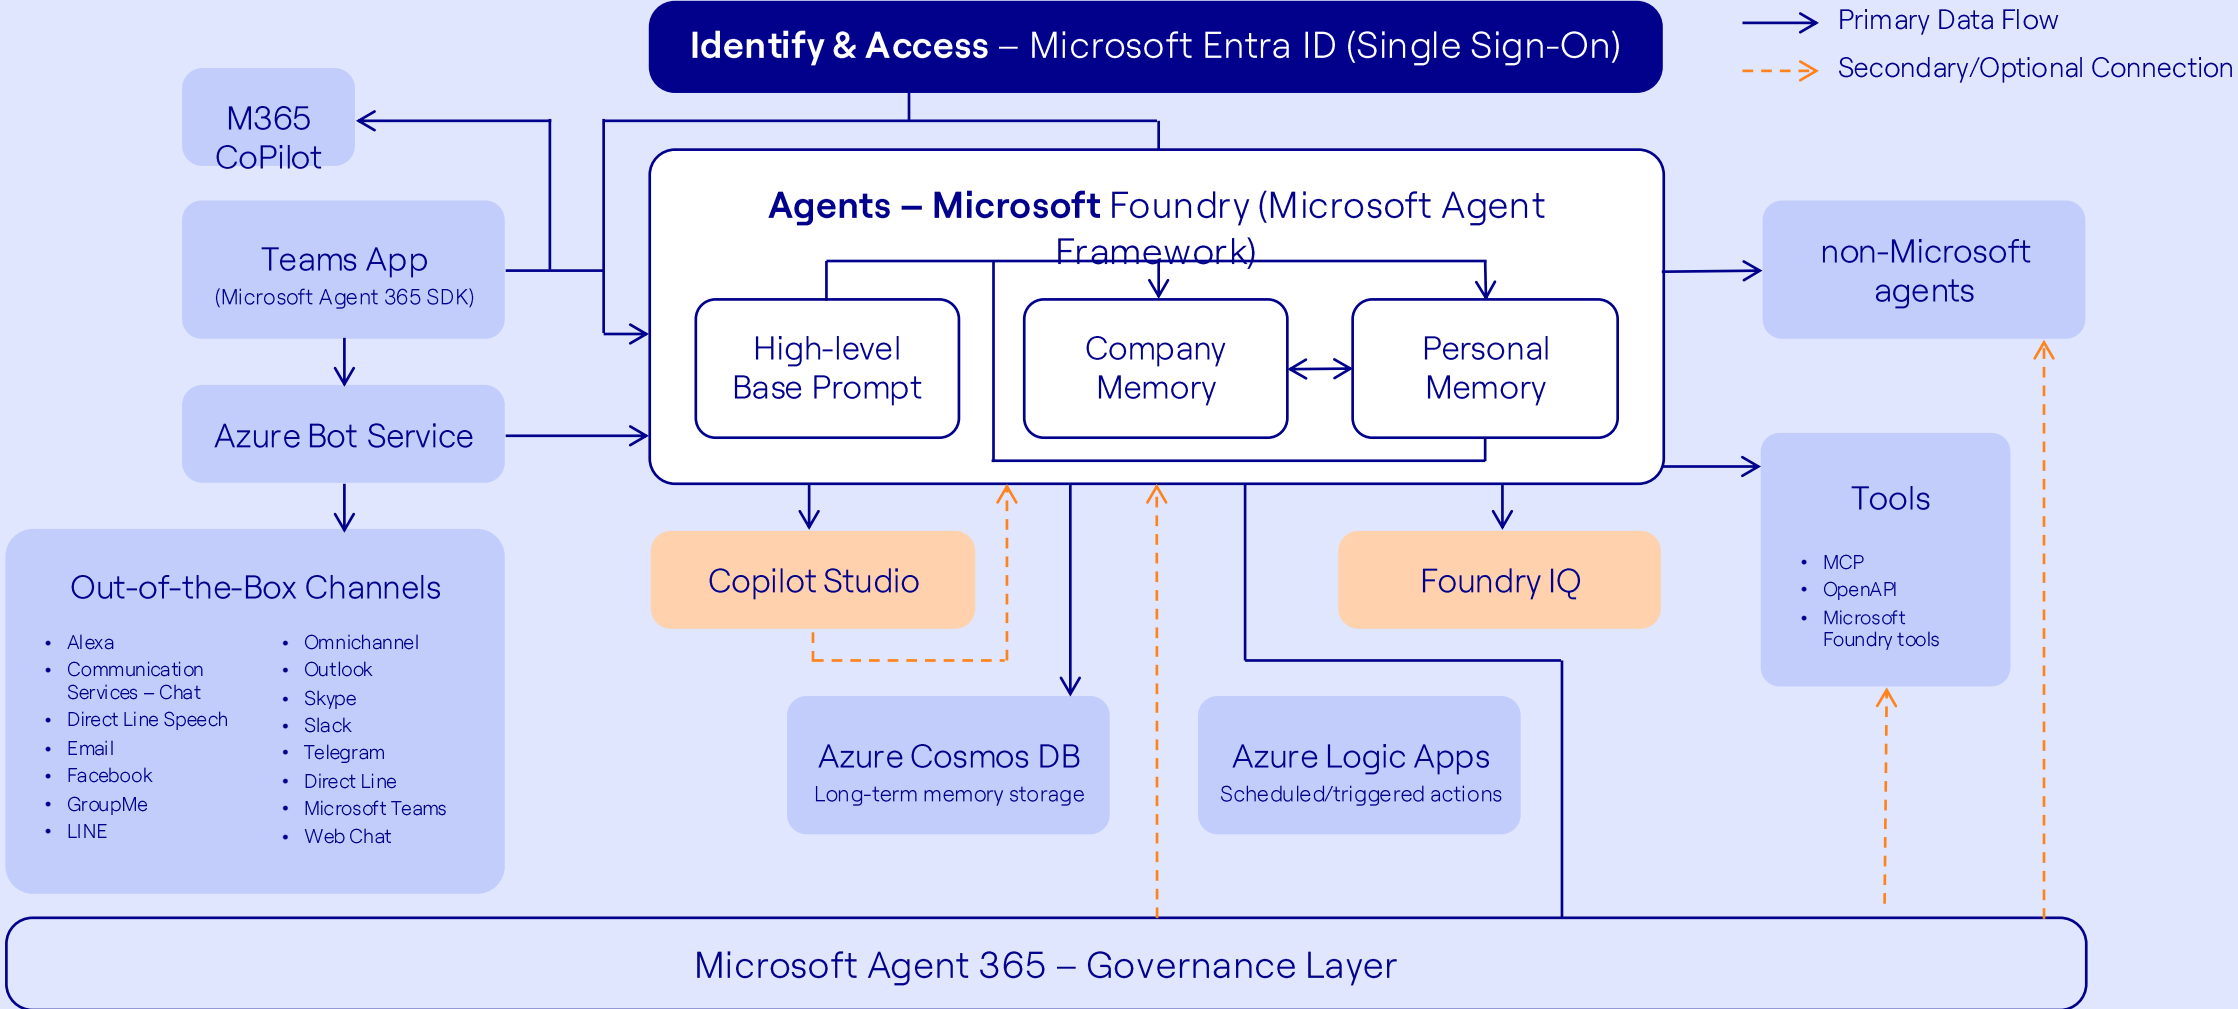 Identify & Access – Microsoft Entra ID (Single Sign-On)
Primary Data Flow
Secondary/Optional Connection
M365
CoPilot
Teams App
(Microsoft Agent 365 SDK)
Azure Bot Service
Out-of-the-Box Channels
• Alexa
• Communication
Services – Chat
• Direct Line Speech
• Email
• Facebook
• GroupMe
• LINE
• Omnichannel
• Outlook
• Skype
• Slack
• Telegram
• Direct Line
• Microsoft Teams
• Web Chat
Agents – Microsoft Foundry (Microsoft Agent
Framework)
High-level
Base Prompt
Company
Memory
Personal
Memory
Copilot Studio
Foundry IQ
Azure Cosmos DB
Long-term memory storage
Azure Logic Apps
Scheduled/triggered actions
non-Microsoft
agents
Tools
• MCP
• OpenAPI
• Microsoft
Foundry tools
Microsoft Agent 365 – Governance Layer